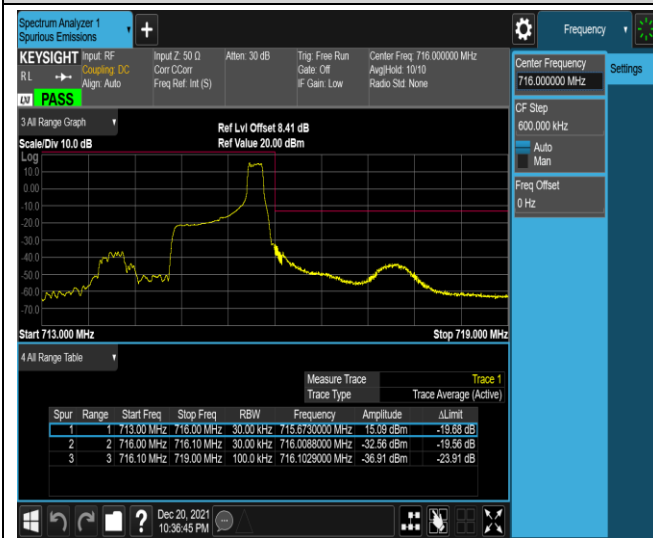 Spectrum Analyzer 1
Spurious Emissions
Frequency
KEYSIGHT Input: RF Input Z: 50 Ω Atten: 30 dB Trig: Free Run Center Freq: 716.000000 MHz
RL Coupling: DC Corr CCorr Gate: Off Avg|Hold: 10/10
Align: Auto Freq Ref: Int (S) IF Gain: Low Radio Std: None
LXI PASS
Center Frequency
716.000000 MHz
Settings
CF Step
600.000 kHz
Auto
Man
Freq Offset
0 Hz
3 All Range Graph
Ref Lvl Offset 8.41 dB
Scale/Div 10.0 dB Ref Value 20.00 dBm
Log
10.0
0.00
-10.0
-20.0
-30.0
-40.0
-50.0
-60.0
-70.0
Start 713.000 MHz Stop 719.000 MHz
4 All Range Table
Measure Trace Trace 1
Trace Type Trace Average (Active)
Spur Range Start Freq Stop Freq RBW Frequency Amplitude ΔLimit
1 1 713.00 MHz 716.00 MHz 30.00 kHz 715.6730000 MHz 15.09 dBm -19.68 dB
2 2 716.00 MHz 716.10 MHz 30.00 kHz 716.0088000 MHz -32.56 dBm -19.56 dB
3 3 716.10 MHz 719.00 MHz 100.0 kHz 716.1029000 MHz -36.91 dBm -23.91 dB
Dec 20, 2021
10:36:45 PM